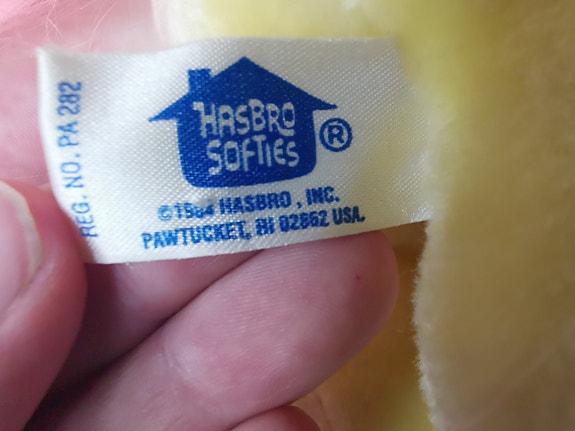 HASBRO
SOFTIES
®
©1984 HASBRO, INC.
PAWTUCKET, RI 02862 USA.
REG. NO. PA 282